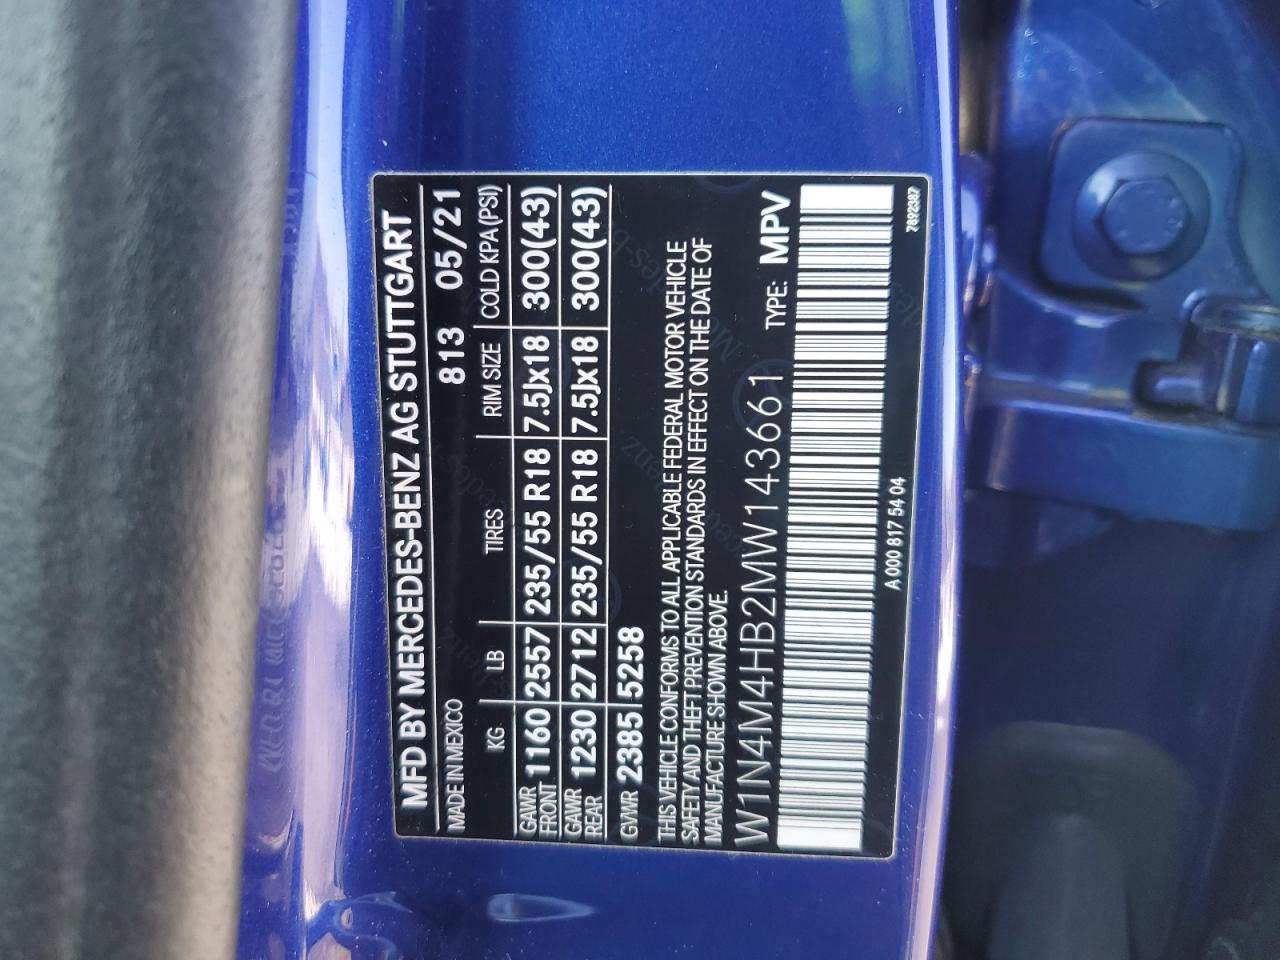 MFD BY MERCEDES-BENZ AG STUTTGART
MADE IN MEXICO 813 05/21
KG LB TIRES RIM SIZE COLD KPA(PSI)
GAWR FRONT 1160 2557 235/55 R18 7.5Jx18 300(43)
GAWR REAR 1230 2712 235/55 R18 7.5Jx18 300(43)
GVWR 2385 5258
THIS VEHICLE CONFORMS TO ALL APPLICABLE FEDERAL MOTOR VEHICLE
SAFETY AND THEFT PREVENTION STANDARDS IN EFFECT ON THE DATE OF
MANUFACTURE SHOWN ABOVE.
W1N4M4HB2MW143661 TYPE: MPV
A 000 817 54 04
7892387